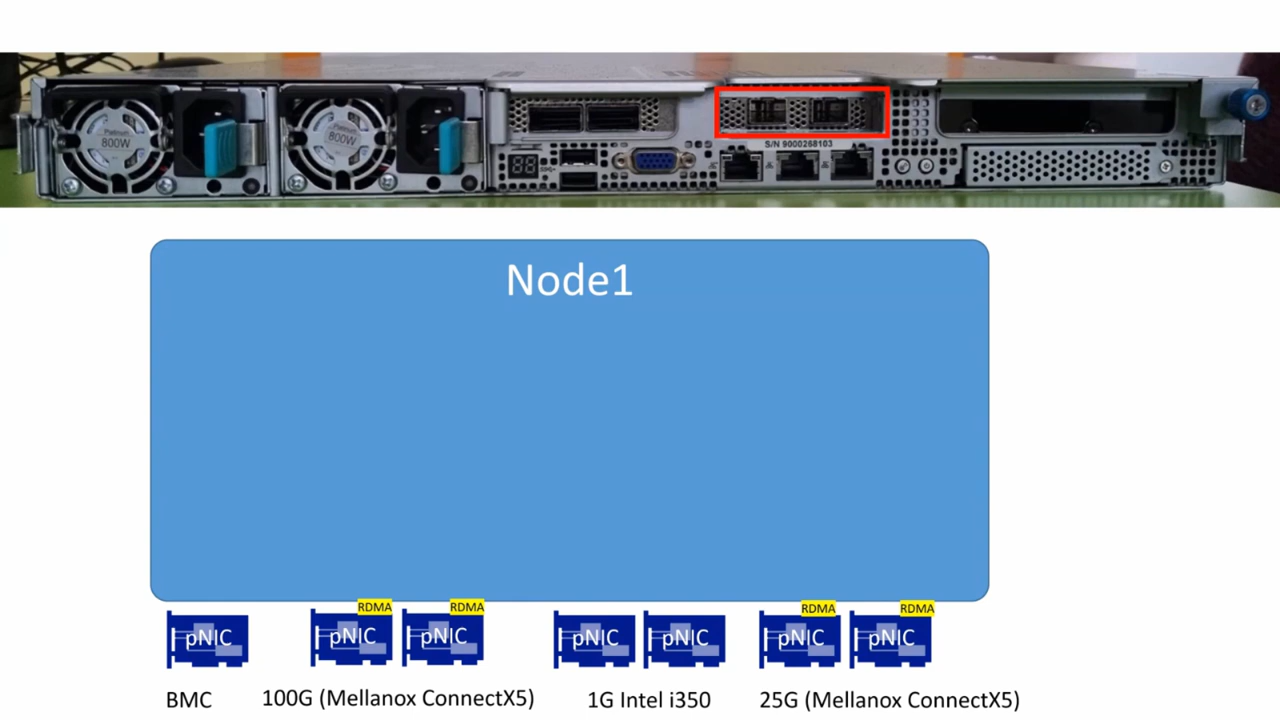 Platinum
800W
Platinum
800W
S/N 9000268103
Node1
RDMA
RDMA
RDMA
RDMA
pNIC
pNIC
pNIC
pNIC
pNIC
pNIC
pNIC
BMC
100G (Mellanox ConnectX5)
1G Intel i350
25G (Mellanox ConnectX5)